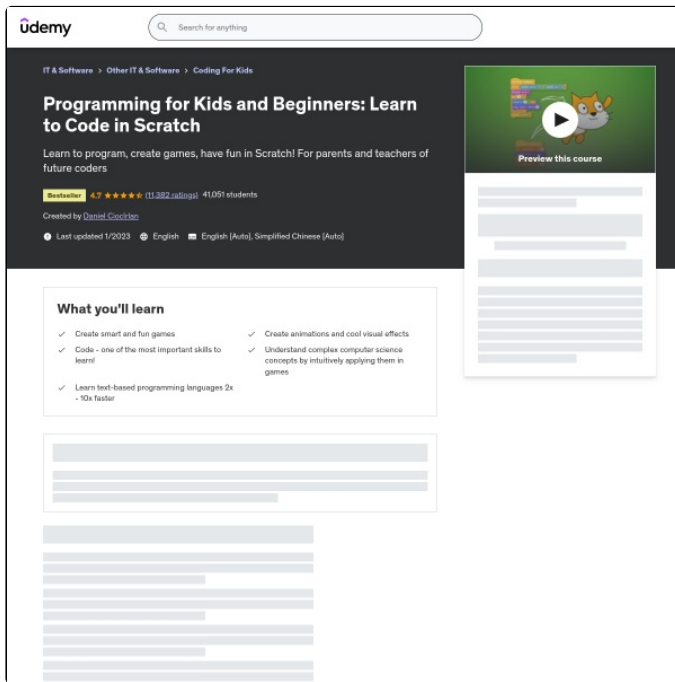 ûdemy
Search for anything
IT & Software > Other IT & Software > Coding For Kids
Programming for Kids and Beginners: Learn
to Code in Scratch
Learn to program, create games, have fun in Scratch! For parents and teachers of
future coders
Bestseller 4.7 (11,382 ratings) 41,051 students
Created by Daniel Ciocîrlan
Last updated 1/2023 English English [Auto], Simplified Chinese [Auto]
Preview this course
What you'll learn
Create smart and fun games
Create animations and cool visual effects
Code - one of the most important skills to
learn!
Understand complex computer science
concepts by intuitively applying them in
games
Learn text-based programming languages 2x
- 10x faster